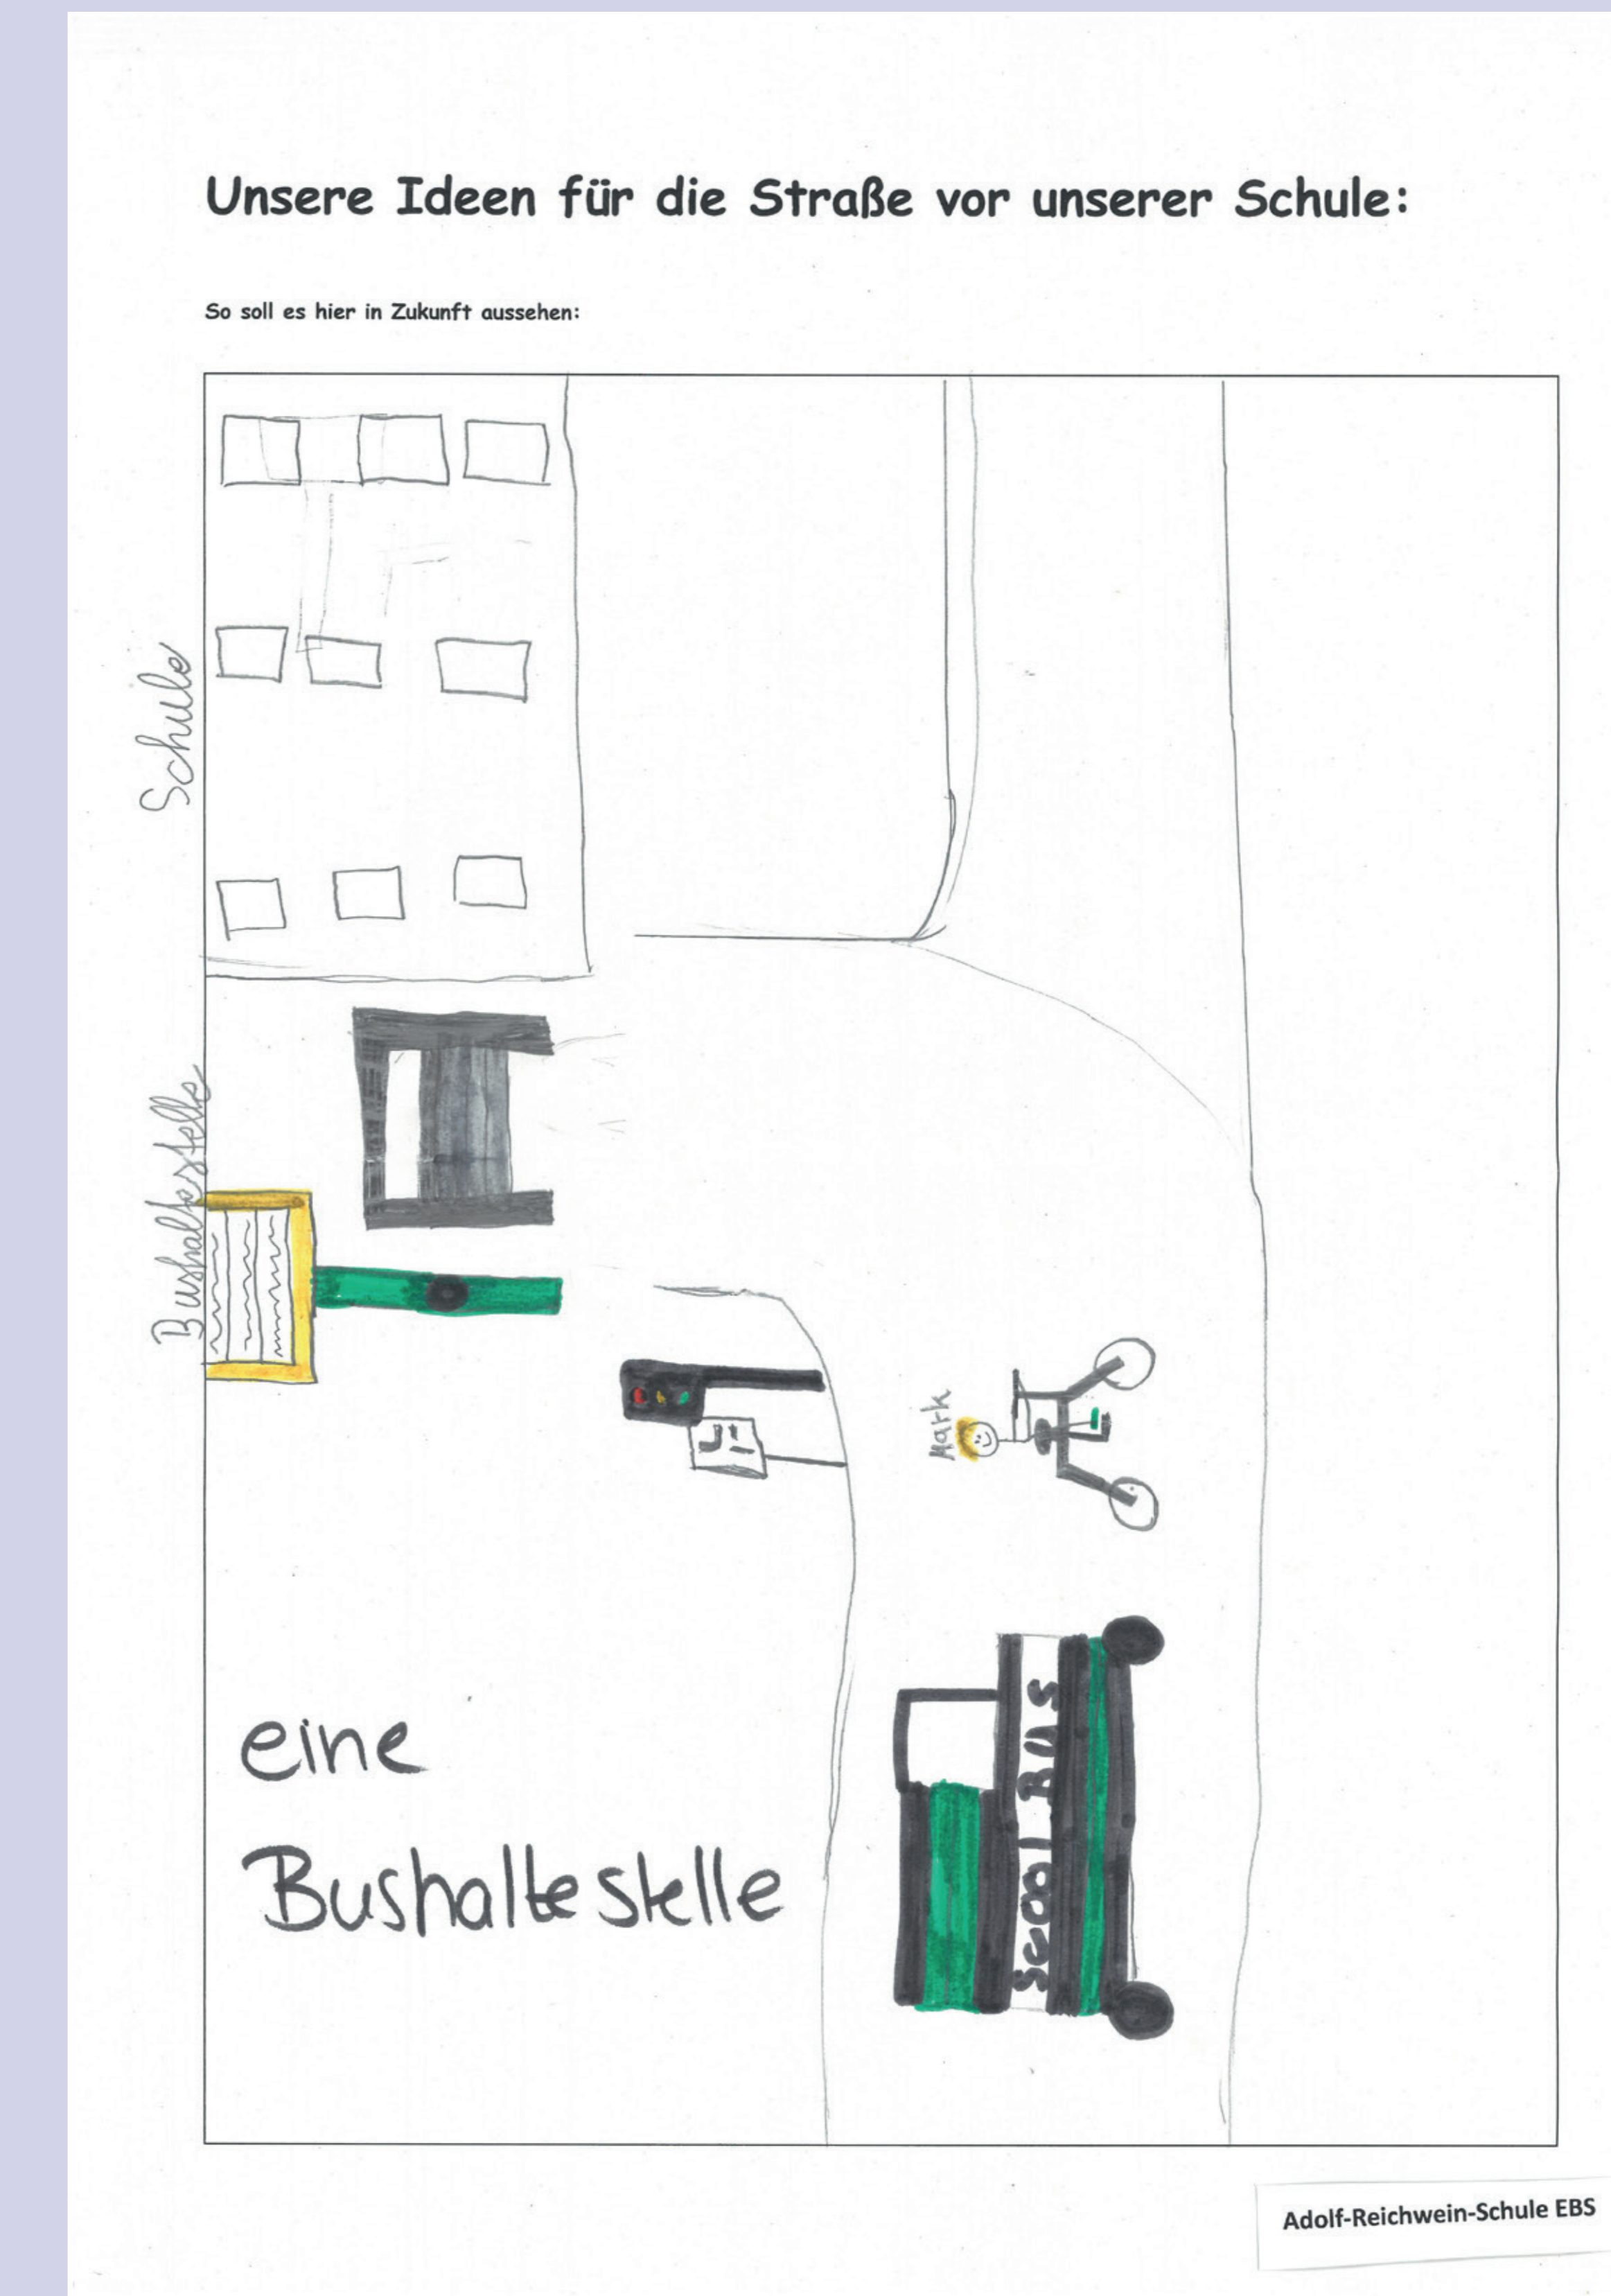 Unsere Ideen für die Straße vor unserer Schule:
So soll es hier in Zukunft aussehen:
Schule
Bushaltestelle
Mark
SCOOL BUS
eine
Bushaltestelle
Adolf-Reichwein-Schule EBS